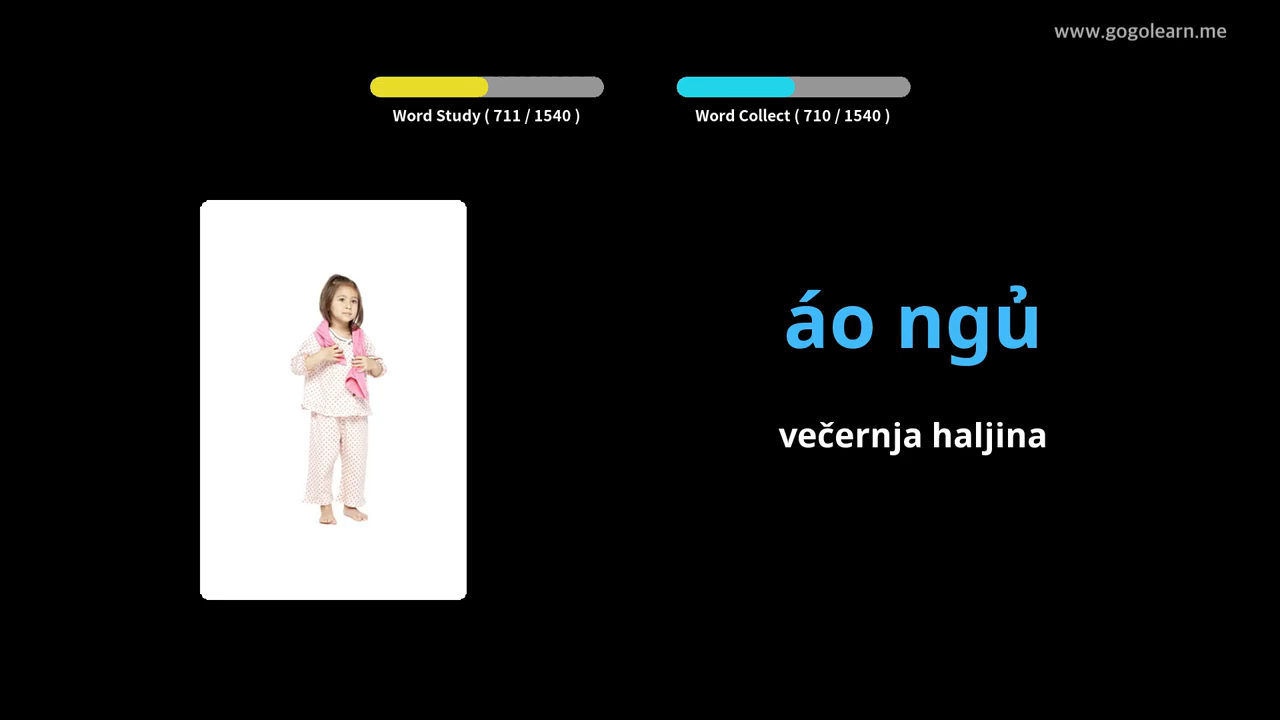 www.gogolearn.me
Word Study ( 711 / 1540 )
Word Collect ( 710 / 1540 )
áo ngủ
večernja haljina